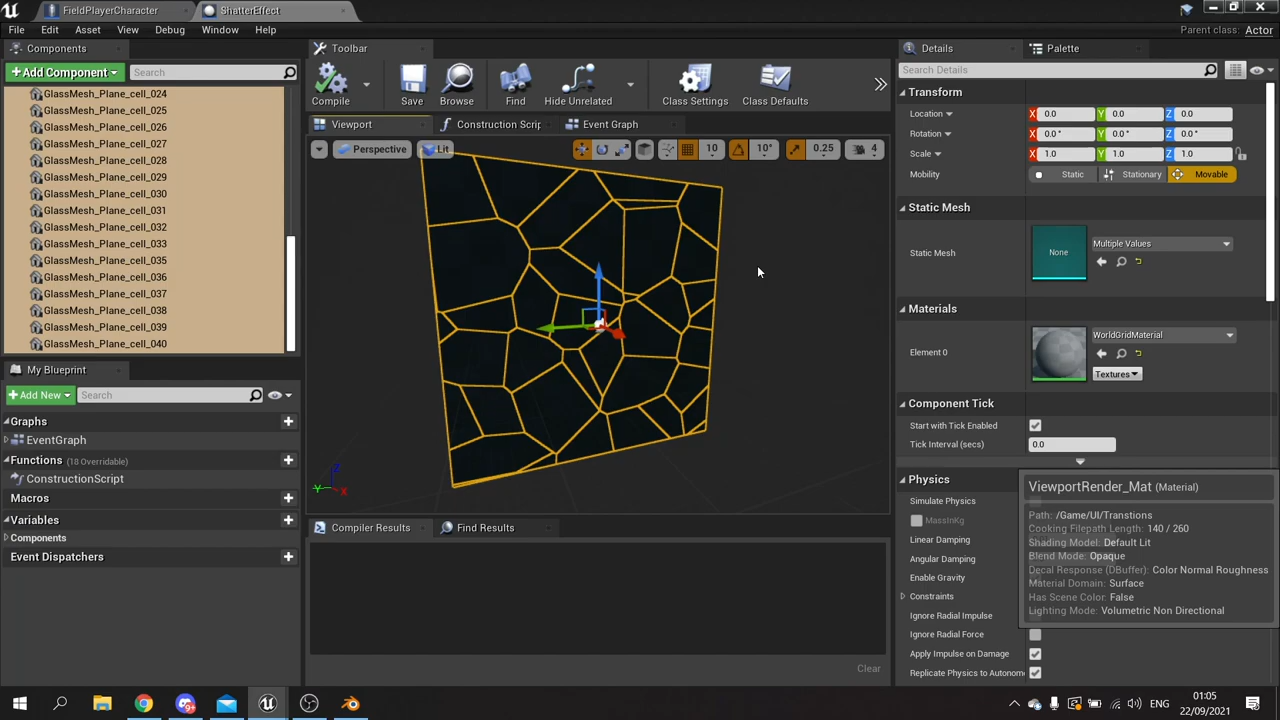 FieldPlayerCharacter
ShatterEffect
File Edit Asset View Debug Window Help
Parent class: Actor
Components
+Add Component
Search
GlassMesh_Plane_cell_024
GlassMesh_Plane_cell_025
GlassMesh_Plane_cell_026
GlassMesh_Plane_cell_027
GlassMesh_Plane_cell_028
GlassMesh_Plane_cell_029
GlassMesh_Plane_cell_030
GlassMesh_Plane_cell_031
GlassMesh_Plane_cell_032
GlassMesh_Plane_cell_033
GlassMesh_Plane_cell_035
GlassMesh_Plane_cell_036
GlassMesh_Plane_cell_037
GlassMesh_Plane_cell_038
GlassMesh_Plane_cell_039
GlassMesh_Plane_cell_040
My Blueprint
+Add New
Search
Graphs
EventGraph
Functions (18 Overridable)
ConstructionScript
Macros
Variables
Components
Event Dispatchers
Toolbar
Compile
Save
Browse
Find
Hide Unrelated
Class Settings
Class Defaults
Viewport
Construction Scrip
Event Graph
Perspective
Lit
10
10°
0.25
4
Z
Y
X
Compiler Results
Find Results
Clear
Details
Palette
Search Details
Transform
Location X 0.0 Y 0.0 Z 0.0
Rotation X 0.0 ° Y 0.0 ° Z 0.0 °
Scale X 1.0 Y 1.0 Z 1.0
Mobility Static Stationary Movable
Static Mesh
Static Mesh None Multiple Values
Materials
Element 0 WorldGridMaterial
Textures
Component Tick
Start with Tick Enabled
Tick Interval (secs) 0.0
Physics
Simulate Physics
MassInKg
Linear Damping
Angular Damping
Enable Gravity
Constraints
Ignore Radial Impulse
Ignore Radial Force
Apply Impulse on Damage
Replicate Physics to Autonom
ViewportRender_Mat (Material)
Path: /Game/UI/Transtions
Cooking Filepath Length: 140 / 260
Shading Model: Default Lit
Blend Mode: Opaque
Decal Response (DBuffer): Color Normal Roughness
Material Domain: Surface
Has Scene Color: False
Lighting Mode: Volumetric Non Directional
ENG
01:05
22/09/2021